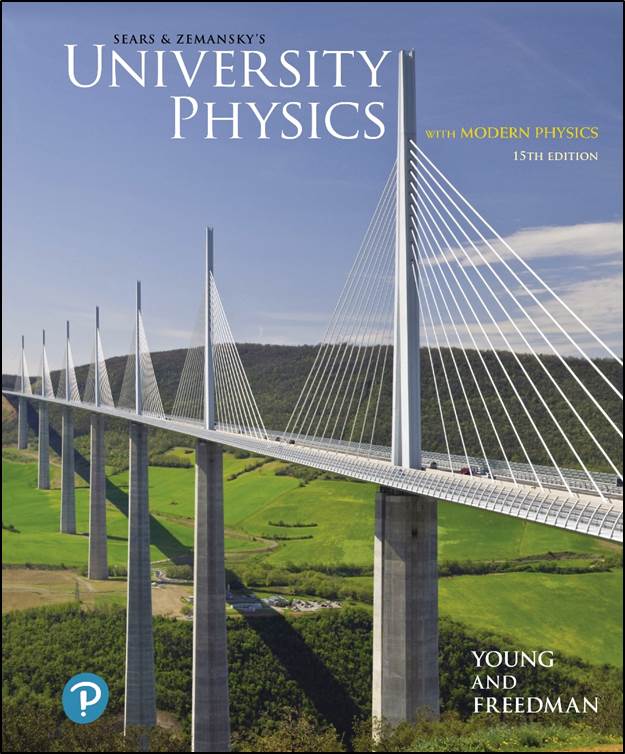 SEARS & ZEMANSKY'S
UNIVERSITY
PHYSICS
WITH MODERN PHYSICS
15TH EDITION
YOUNG
AND
FREEDMAN
P